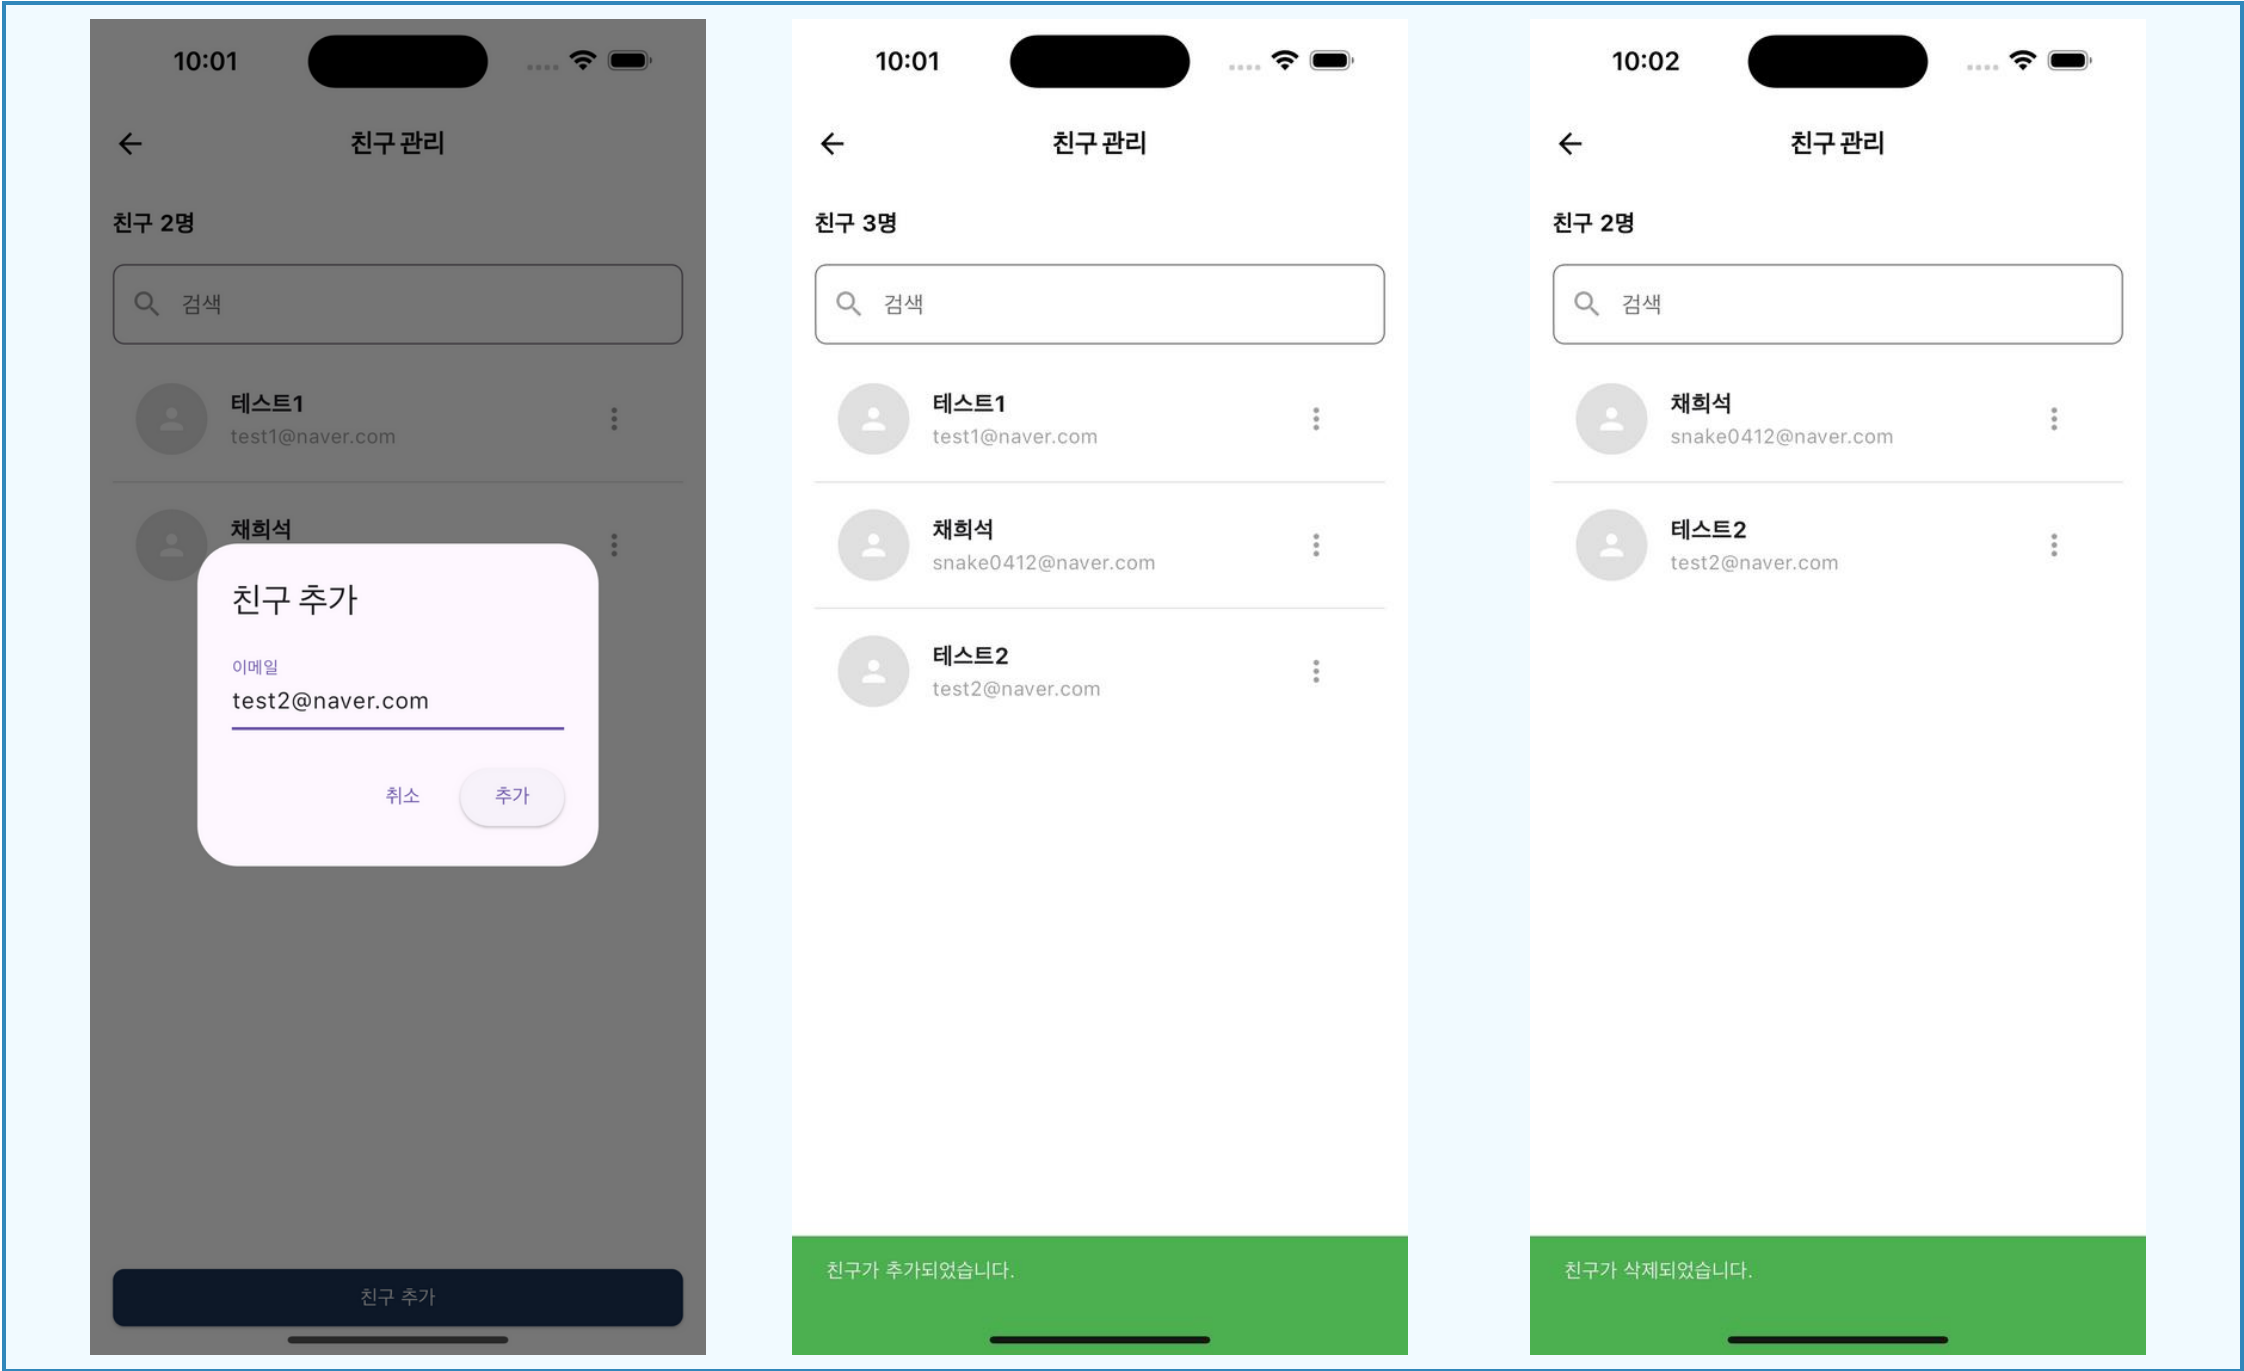 10:01
친구 관리
친구 2명
검색
테스트1
test1@naver.com
채희석
친구 추가
이메일
test2@naver.com
취소
추가
친구 추가
10:01
친구 관리
친구 3명
검색
테스트1
test1@naver.com
채희석
snake0412@naver.com
테스트2
test2@naver.com
친구가 추가되었습니다.
10:02
친구 관리
친구 2명
검색
채희석
snake0412@naver.com
테스트2
test2@naver.com
친구가 삭제되었습니다.